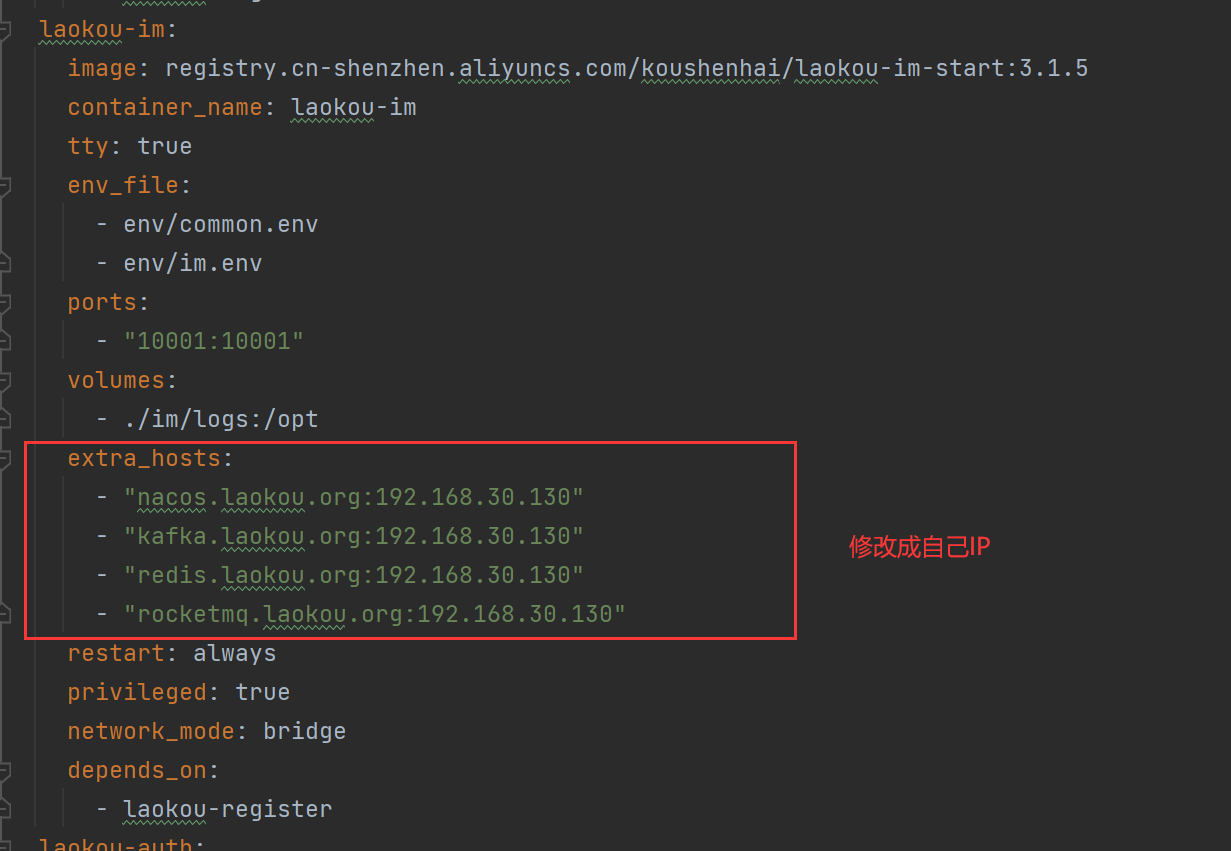 laokou-im:
image: registry.cn-shenzhen.aliyuncs.com/koushenhai/laokou-im-start:3.1.5
container_name: laokou-im
tty: true
env_file:
- env/common.env
- env/im.env
ports:
- "10001:10001"
volumes:
- ./im/logs:/opt
extra_hosts:
- "nacos.laokou.org:192.168.30.130"
- "kafka.laokou.org:192.168.30.130"
修改成自己IP
- "redis.laokou.org:192.168.30.130"
- "rocketmq.laokou.org:192.168.30.130"
restart: always
privileged: true
network_mode: bridge
depends_on:
- laokou-register
laokou-auth: